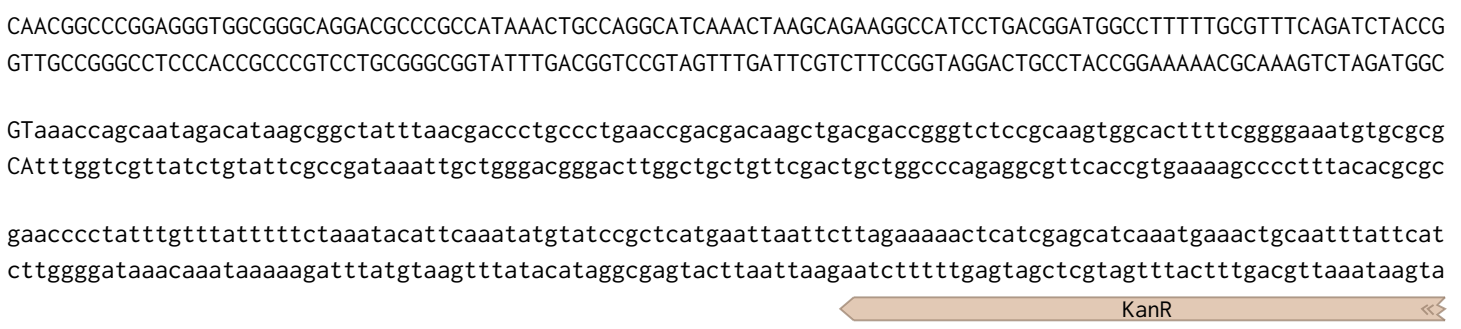 CAACGGCCCGGAGGGTGGCGGGCAGGACGCCCGCCATAAACTGCCAGGCATCAAACTAAGCAGAAGGCCATCCTGACGGATGGCCTTTTTGCGTTTCAGATCTACCG
GTTGCCGGGCCTCCCACCGCCCGTCCTGCGGGCGGTATTTGACGGTCCGTAGTTTGATTCGTCTTCCGGTAGGACTGCCTACCGGAAAAACGCAAAGTCTAGATGGC
GTaaaccagcaatagacataagcggctatttaacgaccctgccctgaaccgacgacaagctgacgaccgggtctccgcaagtggcacttttcggggaaatgtgcgcg
CAtttggtcgttatctgtattcgccgataaattgctgggacgggacttggctgctgttcgactgctggcccagaggcgttcaccgtgaaaagcccctttacacgcgc
gaacccctatttgtttatttttctaaatacattcaaatatgtatccgctcatgaattaattcttagaaaaactcatcgagcatcaaatgaaactgcaatttattcat
cttggggataaacaaataaaaagatttatgtaagtttatacataggcgagtacttaattaagaatctttttgagtagctcgtagtttactttgacgttaaataagta
KanR